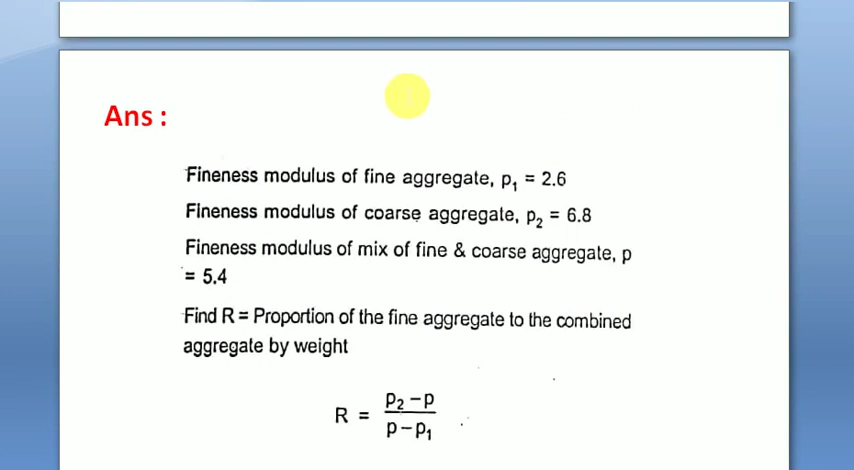 Ans :
Fineness modulus of fine aggregate, p₁ = 2.6
Fineness modulus of coarse aggregate, p₂ = 6.8
Fineness modulus of mix of fine & coarse aggregate, p
= 5.4
Find R = Proportion of the fine aggregate to the combined
aggregate by weight
R = (p₂ – p) / (p – p₁)